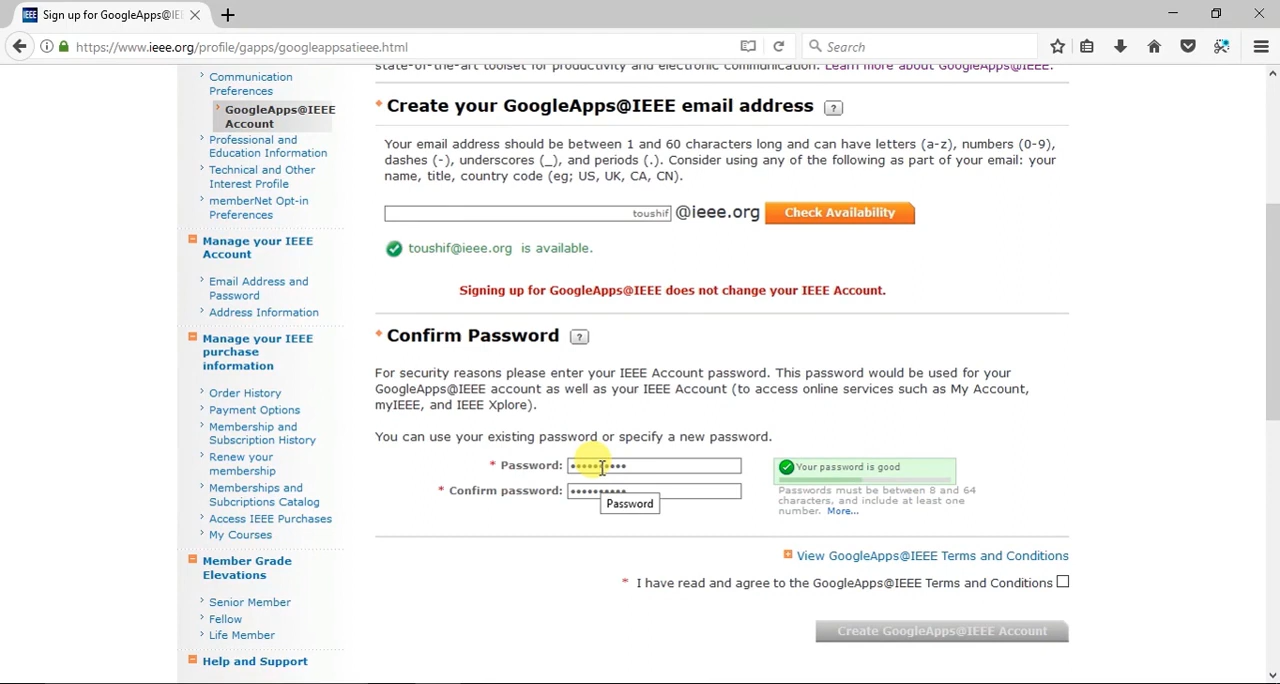 Sign up for GoogleApps@IE
https://www.ieee.org/profile/gapps/googleappsatieee.html
Search
Communication
Preferences
GoogleApps@IEEE
Account
Professional and
Education Information
Technical and Other
Interest Profile
memberNet Opt-in
Preferences
Manage your IEEE
Account
Email Address and
Password
Address Information
Manage your IEEE
purchase
information
Order History
Payment Options
Membership and
Subscription History
Renew your
membership
Memberships and
Subcriptions Catalog
Access IEEE Purchases
My Courses
Member Grade
Elevations
Senior Member
Fellow
Life Member
Help and Support
state-of-the-art toolset for productivity and electronic communication. Learn more about GoogleApps@IEEE.
* Create your GoogleApps@IEEE email address ?
Your email address should be between 1 and 60 characters long and can have letters (a-z), numbers (0-9),
dashes (-), underscores (_), and periods (.). Consider using any of the following as part of your email: your
name, title, country code (eg; US, UK, CA, CN).
toushif @ieee.org Check Availability
toushif@ieee.org is available.
Signing up for GoogleApps@IEEE does not change your IEEE Account.
* Confirm Password ?
For security reasons please enter your IEEE Account password. This password would be used for your
GoogleApps@IEEE account as well as your IEEE Account (to access online services such as My Account,
myIEEE, and IEEE Xplore).
You can use your existing password or specify a new password.
* Password: Your password is good
* Confirm password:
Password
Passwords must be between 8 and 64
characters, and include at least one
number. More...
View GoogleApps@IEEE Terms and Conditions
* I have read and agree to the GoogleApps@IEEE Terms and Conditions
Create GoogleApps@IEEE Account